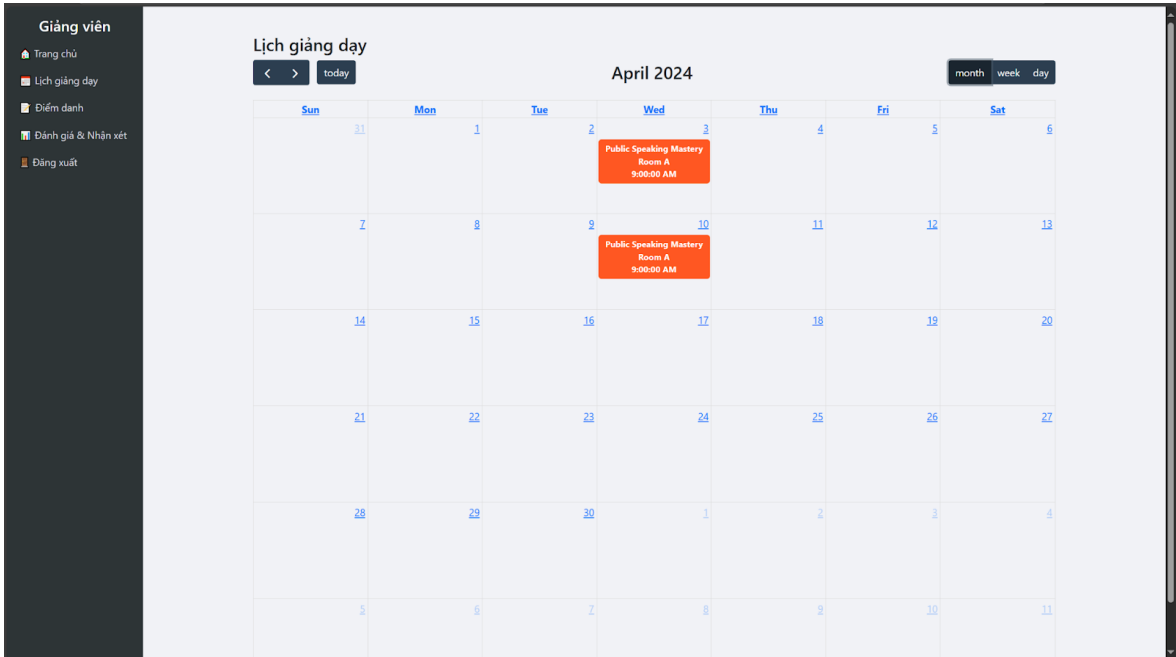 Giảng viên
Trang chủ
Lịch giảng dạy
Điểm danh
Đánh giá & Nhận xét
Đăng xuất
Lịch giảng dạy
today
April 2024
month week day
Sun Mon Tue Wed Thu Fri Sat
31 1 2 3 4 5 6
Public Speaking Mastery
Room A
9:00:00 AM
7 8 9 10 11 12 13
Public Speaking Mastery
Room A
9:00:00 AM
14 15 16 17 18 19 20
21 22 23 24 25 26 27
28 29 30 1 2 3 4
5 6 7 8 9 10 11